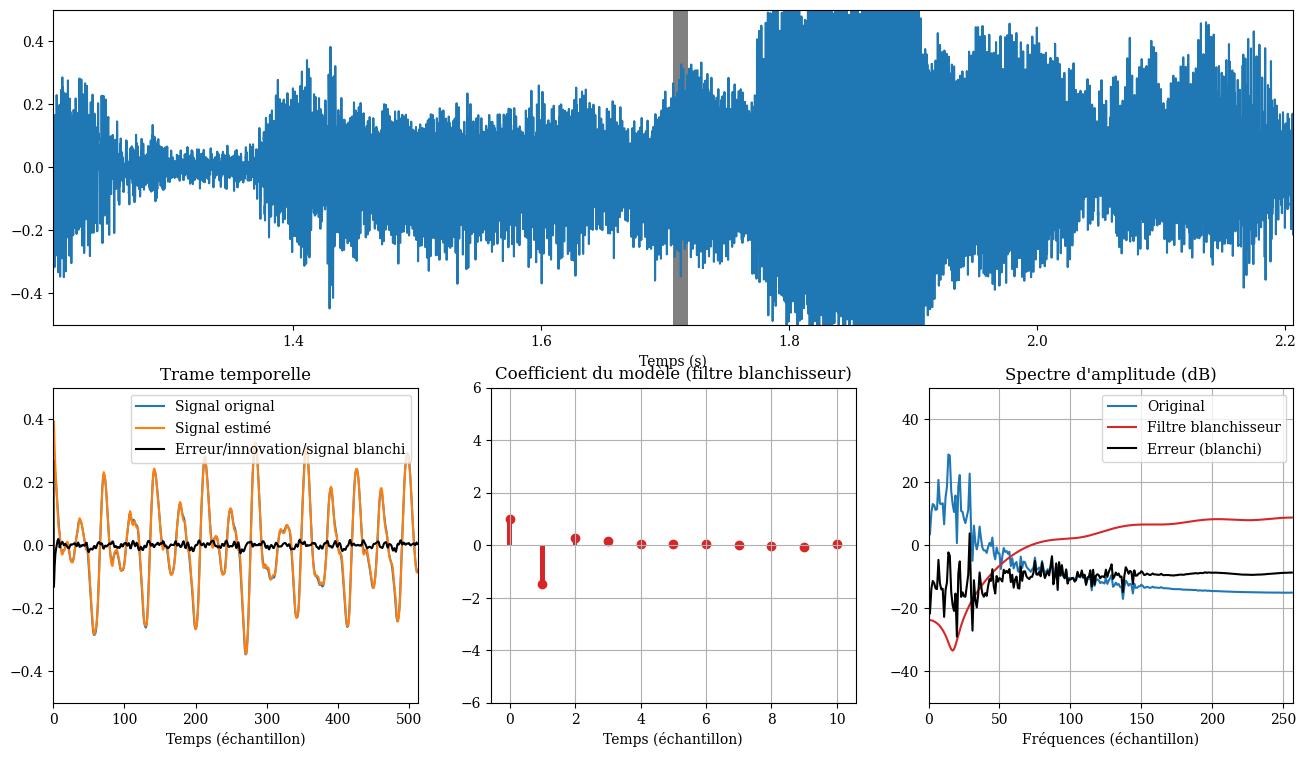 0.4
0.2
0.0
−0.2
−0.4
1.4 1.6 1.8 2.0 2.2
Temps (s)
Trame temporelle
Signal orignal
Signal estimé
Erreur/innovation/signal blanchi
0.4
0.2
0.0
−0.2
−0.4
0 100 200 300 400 500
Temps (échantillon)
Coefficient du modèle (filtre blanchisseur)
6
4
2
0
−2
−4
−6
0 2 4 6 8 10
Temps (échantillon)
Spectre d'amplitude (dB)
Original
Filtre blanchisseur
Erreur (blanchi)
40
20
0
−20
−40
0 50 100 150 200 250
Fréquences (échantillon)